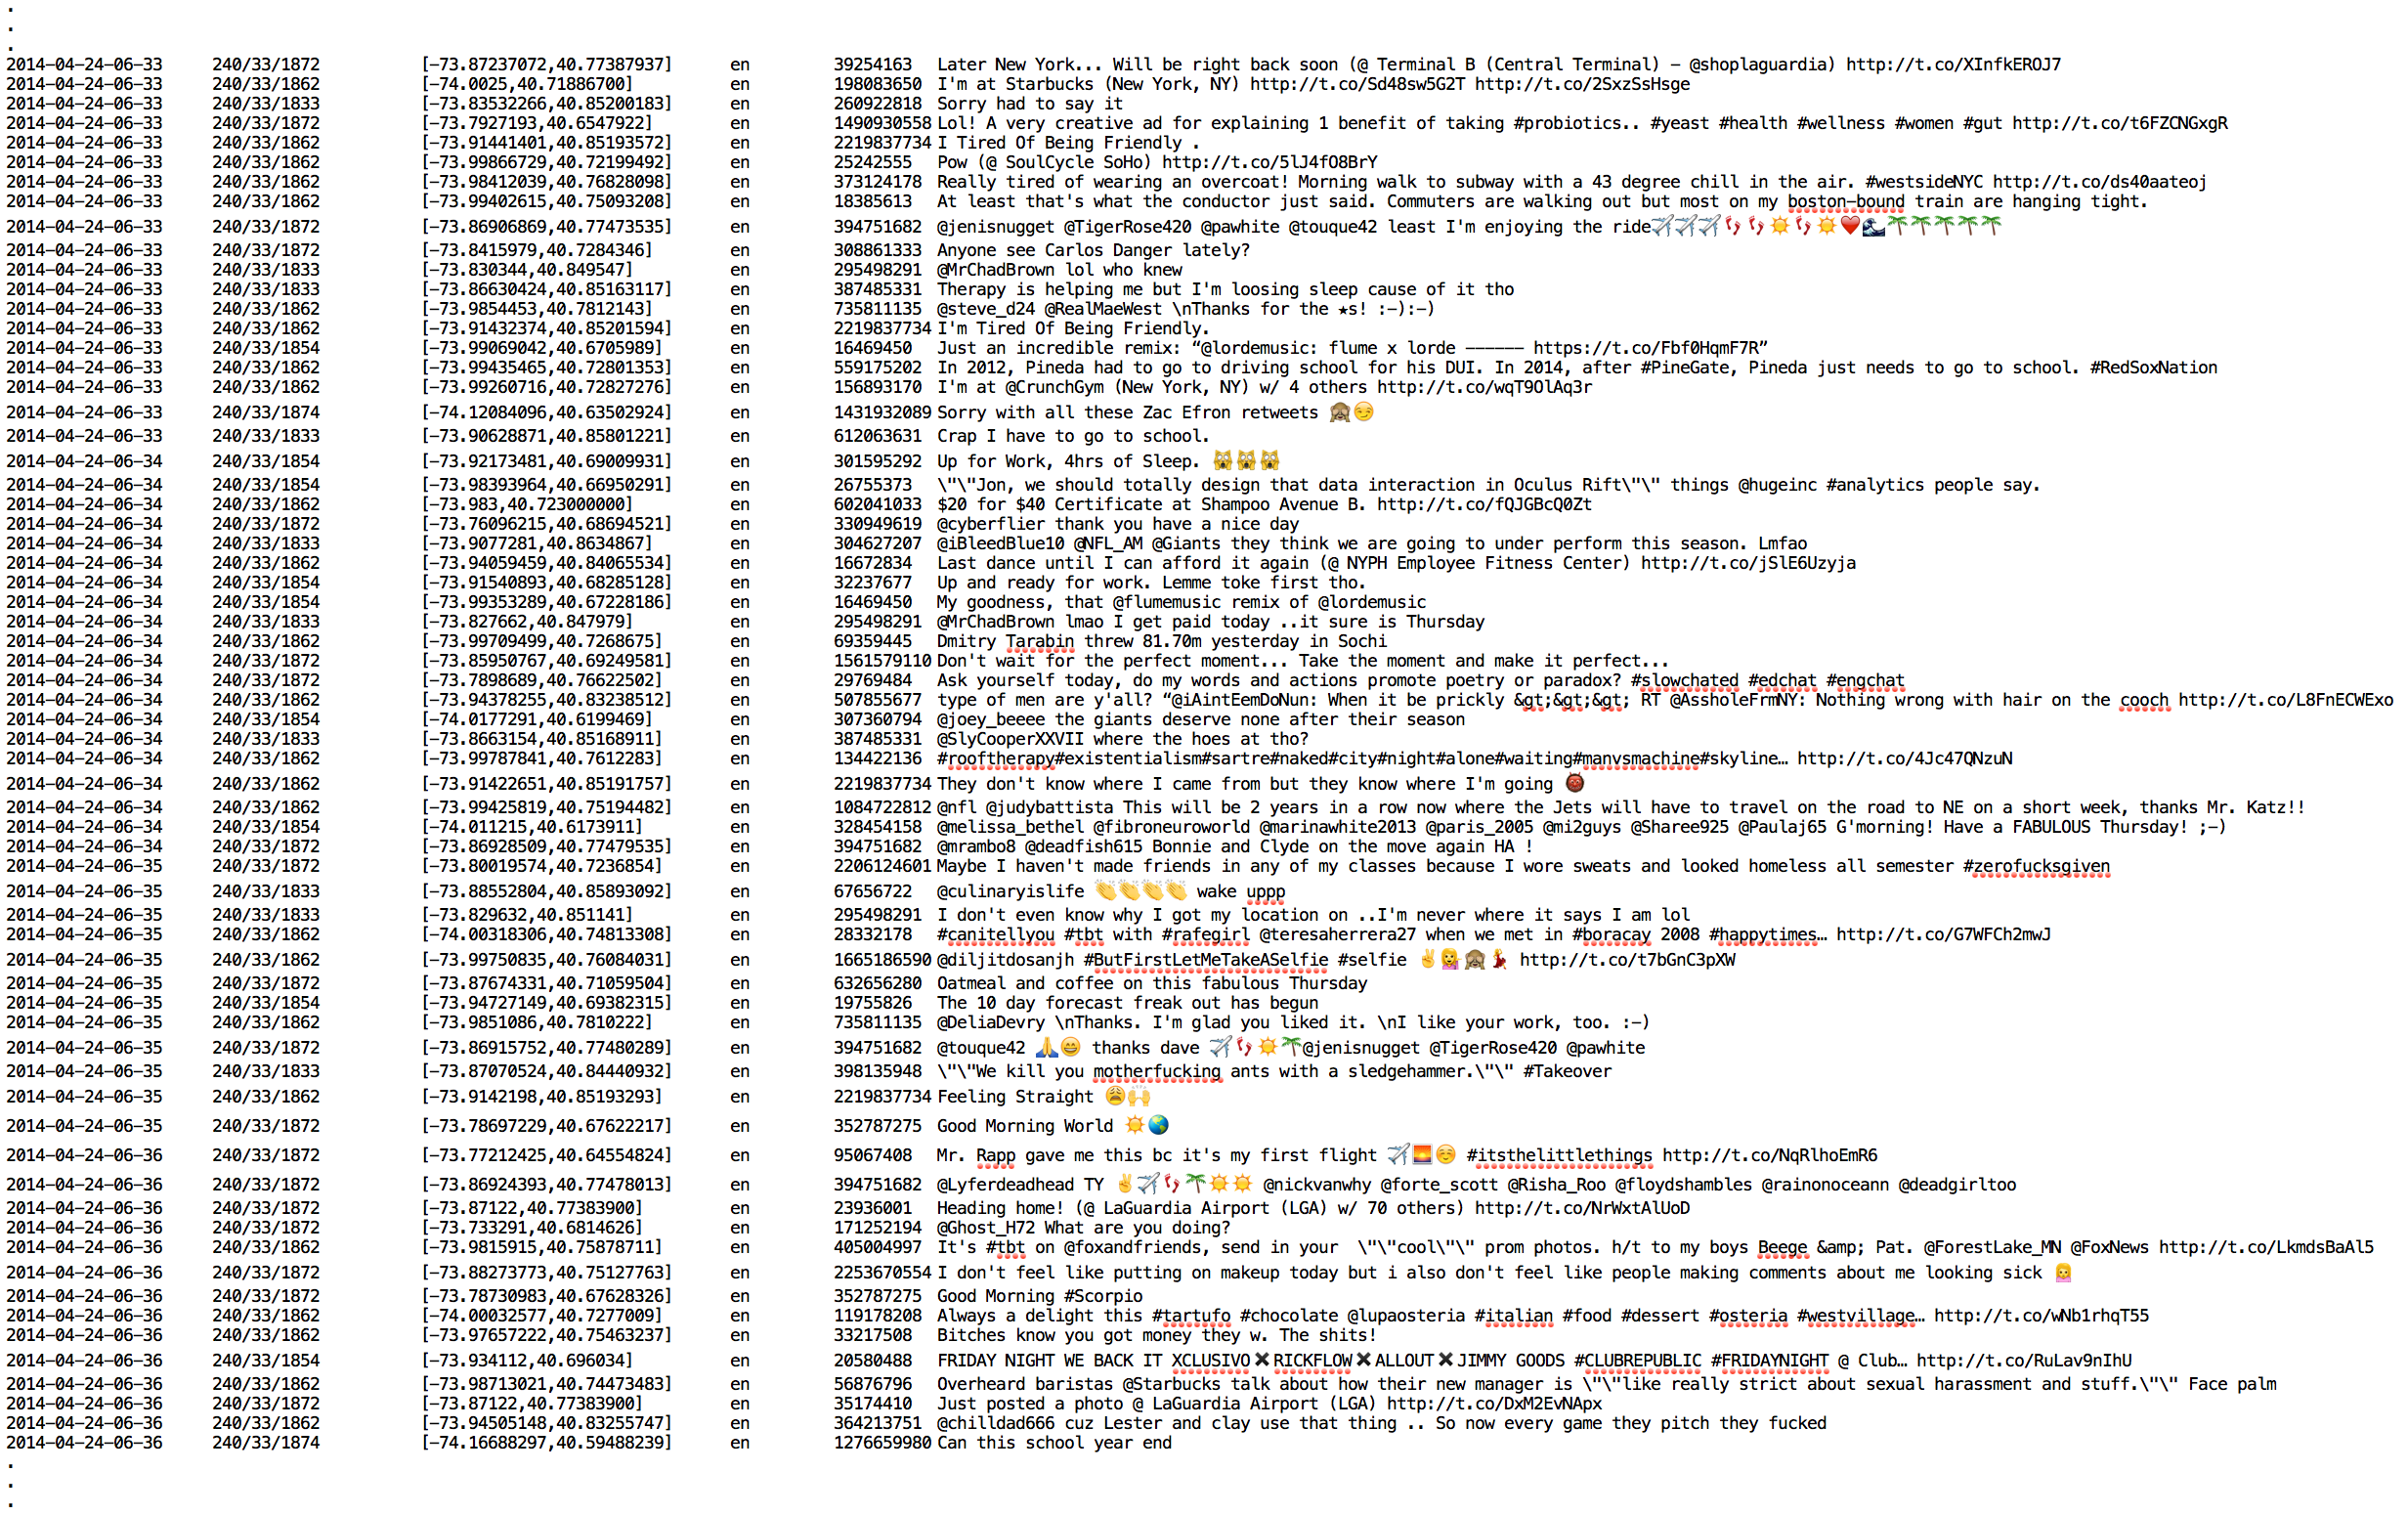 .
.
.
2014-04-24-06-33 240/33/1872 [-73.87237072,40.77387937] en 39254163 Later New York... Will be right back soon (@ Terminal B (Central Terminal) - @shoplaguardia) http://t.co/XInfkEROJ7
2014-04-24-06-33 240/33/1862 [-74.0025,40.71886700] en 198083650 I'm at Starbucks (New York, NY) http://t.co/Sd48sw5G2T http://t.co/2SxzSsHsge
2014-04-24-06-33 240/33/1833 [-73.83532266,40.85200183] en 260922818 Sorry had to say it
2014-04-24-06-33 240/33/1872 [-73.7927193,40.6547922] en 1490930558 Lol! A very creative ad for explaining 1 benefit of taking #probiotics.. #yeast #health #wellness #women #gut http://t.co/t6FZCNGxgR
2014-04-24-06-33 240/33/1862 [-73.91441401,40.85193572] en 2219837734 I Tired Of Being Friendly .
2014-04-24-06-33 240/33/1862 [-73.99866729,40.72199492] en 25242555 Pow (@ SoulCycle SoHo) http://t.co/5lJ4fO8BrY
2014-04-24-06-33 240/33/1862 [-73.98412039,40.76828098] en 373124178 Really tired of wearing an overcoat! Morning walk to subway with a 43 degree chill in the air. #westsideNYC http://t.co/ds40aateoj
2014-04-24-06-33 240/33/1862 [-73.99402615,40.75093208] en 18385613 At least that's what the conductor just said. Commuters are walking out but most on my boston-bound train are hanging tight.
2014-04-24-06-33 240/33/1872 [-73.86906869,40.77473535] en 394751682 @jenisnugget @TigerRose420 @pawhite @touque42 least I'm enjoying the ride✈️✈️✈️👣👣☀️👣☀️❤️🌊🌴🌴🌴🌴🌴
2014-04-24-06-33 240/33/1872 [-73.8415979,40.7284346] en 308861333 Anyone see Carlos Danger lately?
2014-04-24-06-33 240/33/1833 [-73.830344,40.849547] en 295498291 @MrChadBrown lol who knew
2014-04-24-06-33 240/33/1833 [-73.86630424,40.85163117] en 387485331 Therapy is helping me but I'm loosing sleep cause of it tho
2014-04-24-06-33 240/33/1862 [-73.9854453,40.7812143] en 735811135 @steve_d24 @RealMaeWest \nThanks for the ★s! :-):-)
2014-04-24-06-33 240/33/1862 [-73.91432374,40.85201594] en 2219837734 I'm Tired Of Being Friendly.
2014-04-24-06-33 240/33/1854 [-73.99069042,40.6705989] en 16469450 Just an incredible remix: “@lordemusic: flume x lorde —————— https://t.co/Fbf0HqmF7R”
2014-04-24-06-33 240/33/1862 [-73.99435465,40.72801353] en 559175202 In 2012, Pineda had to go to driving school for his DUI. In 2014, after #PineGate, Pineda just needs to go to school. #RedSoxNation
2014-04-24-06-33 240/33/1862 [-73.99260716,40.72827276] en 156893170 I'm at @CrunchGym (New York, NY) w/ 4 others http://t.co/wqT9OlAq3r
2014-04-24-06-33 240/33/1874 [-74.12084096,40.63502924] en 1431932089 Sorry with all these Zac Efron retweets 🙈😏
2014-04-24-06-33 240/33/1833 [-73.90628871,40.85801221] en 612063631 Crap I have to go to school.
2014-04-24-06-34 240/33/1854 [-73.92173481,40.69009931] en 301595292 Up for Work, 4hrs of Sleep. 🙀🙀🙀
2014-04-24-06-34 240/33/1854 [-73.98393964,40.66950291] en 26755373 \"\"Jon, we should totally design that data interaction in Oculus Rift\"\" things @hugeinc #analytics people say.
2014-04-24-06-34 240/33/1862 [-73.983,40.723000000] en 602041033 $20 for $40 Certificate at Shampoo Avenue B. http://t.co/fQJGBcQ0Zt
2014-04-24-06-34 240/33/1872 [-73.76096215,40.68694521] en 330949619 @cyberflier thank you have a nice day
2014-04-24-06-34 240/33/1833 [-73.9077281,40.8634867] en 304627207 @iBleedBlue10 @NFL_AM @Giants they think we are going to under perform this season. Lmfao
2014-04-24-06-34 240/33/1862 [-73.94059459,40.84065534] en 16672834 Last dance until I can afford it again (@ NYPH Employee Fitness Center) http://t.co/jSlE6Uzyja
2014-04-24-06-34 240/33/1854 [-73.91540893,40.68285128] en 32237677 Up and ready for work. Lemme toke first tho.
2014-04-24-06-34 240/33/1854 [-73.99353289,40.67228186] en 16469450 My goodness, that @flumemusic remix of @lordemusic
2014-04-24-06-34 240/33/1833 [-73.827662,40.847979] en 295498291 @MrChadBrown lmao I get paid today ..it sure is Thursday
2014-04-24-06-34 240/33/1862 [-73.99709499,40.7268675] en 69359445 Dmitry Tarabin threw 81.70m yesterday in Sochi
2014-04-24-06-34 240/33/1872 [-73.85950767,40.69249581] en 1561579110 Don't wait for the perfect moment... Take the moment and make it perfect...
2014-04-24-06-34 240/33/1872 [-73.7898689,40.76622502] en 29769484 Ask yourself today, do my words and actions promote poetry or paradox? #slowchated #edchat #engchat
2014-04-24-06-34 240/33/1862 [-73.94378255,40.83238512] en 507855677 type of men are y'all? “@iAintEemDoNun: When it be prickly &gt;&gt;&gt; RT @AssholeFrmNY: Nothing wrong with hair on the cooch http://t.co/L8FnECWExo
2014-04-24-06-34 240/33/1854 [-74.0177291,40.6199469] en 307360794 @joey_beeee the giants deserve none after their season
2014-04-24-06-34 240/33/1833 [-73.8663154,40.85168911] en 387485331 @SlyCooperXXVII where the hoes at tho?
2014-04-24-06-34 240/33/1862 [-73.99787841,40.7612283] en 134422136 #rooftherapy#existentialism#sartre#naked#city#night#alone#waiting#manvsmachine#skyline… http://t.co/4Jc47QNzuN
2014-04-24-06-34 240/33/1862 [-73.91422651,40.85191757] en 2219837734 They don't know where I came from but they know where I'm going 👹
2014-04-24-06-34 240/33/1862 [-73.99425819,40.75194482] en 1084722812 @nfl @judybattista This will be 2 years in a row now where the Jets will have to travel on the road to NE on a short week, thanks Mr. Katz!!
2014-04-24-06-34 240/33/1854 [-74.011215,40.6173911] en 328454158 @melissa_bethel @fibroneuroworld @marinawhite2013 @paris_2005 @mi2guys @Sharee925 @Paulaj65 G'morning! Have a FABULOUS Thursday! ;-)
2014-04-24-06-34 240/33/1872 [-73.86928509,40.77479535] en 394751682 @mrambo8 @deadfish615 Bonnie and Clyde on the move again HA !
2014-04-24-06-35 240/33/1872 [-73.80019574,40.7236854] en 2206124601 Maybe I haven't made friends in any of my classes because I wore sweats and looked homeless all semester #zerofucksgiven
2014-04-24-06-35 240/33/1833 [-73.88552804,40.85893092] en 67656722 @culinaryislife 👏👏👏👏 wake uppp
2014-04-24-06-35 240/33/1833 [-73.829632,40.851141] en 295498291 I don't even know why I got my location on ..I'm never where it says I am lol
2014-04-24-06-35 240/33/1862 [-74.00318306,40.74813308] en 28332178 #canitellyou #tbt with #rafegirl @teresaherrera27 when we met in #boracay 2008 #happytimes… http://t.co/G7WFCh2mwJ
2014-04-24-06-35 240/33/1862 [-73.99750835,40.76084031] en 1665186590 @diljitdosanjh #ButFirstLetMeTakeASelfie #selfie ✌️💁🙈💃 http://t.co/t7bGnC3pXW
2014-04-24-06-35 240/33/1872 [-73.87674331,40.71059504] en 632656280 Oatmeal and coffee on this fabulous Thursday
2014-04-24-06-35 240/33/1854 [-73.94727149,40.69382315] en 19755826 The 10 day forecast freak out has begun
2014-04-24-06-35 240/33/1862 [-73.9851086,40.7810222] en 735811135 @DeliaDevry \nThanks. I'm glad you liked it. \nI like your work, too. :-)
2014-04-24-06-35 240/33/1872 [-73.86915752,40.77480289] en 394751682 @touque42 🙏😁 thanks dave ✈️👣☀️🌴@jenisnugget @TigerRose420 @pawhite
2014-04-24-06-35 240/33/1833 [-73.87070524,40.84440932] en 398135948 \"\"We kill you motherfucking ants with a sledgehammer.\"\" #Takeover
2014-04-24-06-35 240/33/1862 [-73.9142198,40.85193293] en 2219837734 Feeling Straight 😩🙌
2014-04-24-06-35 240/33/1872 [-73.78697229,40.67622217] en 352787275 Good Morning World ☀️🌎
2014-04-24-06-36 240/33/1872 [-73.77212425,40.64554824] en 95067408 Mr. Rapp gave me this bc it's my first flight ✈️🌅☺️ #itsthelittlethings http://t.co/NqRlhoEmR6
2014-04-24-06-36 240/33/1872 [-73.86924393,40.77478013] en 394751682 @Lyferdeadhead TY ✌️✈️👣🌴☀️☀️ @nickvanwhy @forte_scott @Risha_Roo @floydshambles @rainonoceann @deadgirltoo
2014-04-24-06-36 240/33/1872 [-73.87122,40.77383900] en 23936001 Heading home! (@ LaGuardia Airport (LGA) w/ 70 others) http://t.co/NrWxtAlUoD
2014-04-24-06-36 240/33/1872 [-73.733291,40.6814626] en 171252194 @Ghost_H72 What are you doing?
2014-04-24-06-36 240/33/1862 [-73.9815915,40.75878711] en 405004997 It's #tbt on @foxandfriends, send in your \"\"cool\"\" prom photos. h/t to my boys Beege &amp; Pat. @ForestLake_MN @FoxNews http://t.co/LkmdsBaAl5
2014-04-24-06-36 240/33/1872 [-73.88273773,40.75127763] en 2253670554 I don't feel like putting on makeup today but i also don't feel like people making comments about me looking sick 🙍
2014-04-24-06-36 240/33/1872 [-73.78730983,40.67628326] en 352787275 Good Morning #Scorpio
2014-04-24-06-36 240/33/1862 [-74.00032577,40.7277009] en 119178208 Always a delight this #tartufo #chocolate @lupaosteria #italian #food #dessert #osteria #westvillage… http://t.co/wNb1rhqT55
2014-04-24-06-36 240/33/1862 [-73.97657222,40.75463237] en 33217508 Bitches know you got money they w. The shits!
2014-04-24-06-36 240/33/1854 [-73.934112,40.696034] en 20580488 FRIDAY NIGHT WE BACK IT XCLUSIVO✖️RICKFLOW✖️ALLOUT✖️JIMMY GOODS #CLUBREPUBLIC #FRIDAYNIGHT @ Club… http://t.co/RuLav9nIhU
2014-04-24-06-36 240/33/1862 [-73.98713021,40.74473483] en 56876796 Overheard baristas @Starbucks talk about how their new manager is \"\"like really strict about sexual harassment and stuff.\"\" Face palm
2014-04-24-06-36 240/33/1872 [-73.87122,40.77383900] en 35174410 Just posted a photo @ LaGuardia Airport (LGA) http://t.co/DxM2EvNApx
2014-04-24-06-36 240/33/1862 [-73.94505148,40.83255747] en 364213751 @chilldad666 cuz Lester and clay use that thing .. So now every game they pitch they fucked
2014-04-24-06-36 240/33/1874 [-74.16688297,40.59488239] en 1276659980 Can this school year end
.
.
.